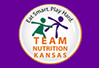 Eat Smart. Play Hard.
TEAM
NUTRITION
KANSAS